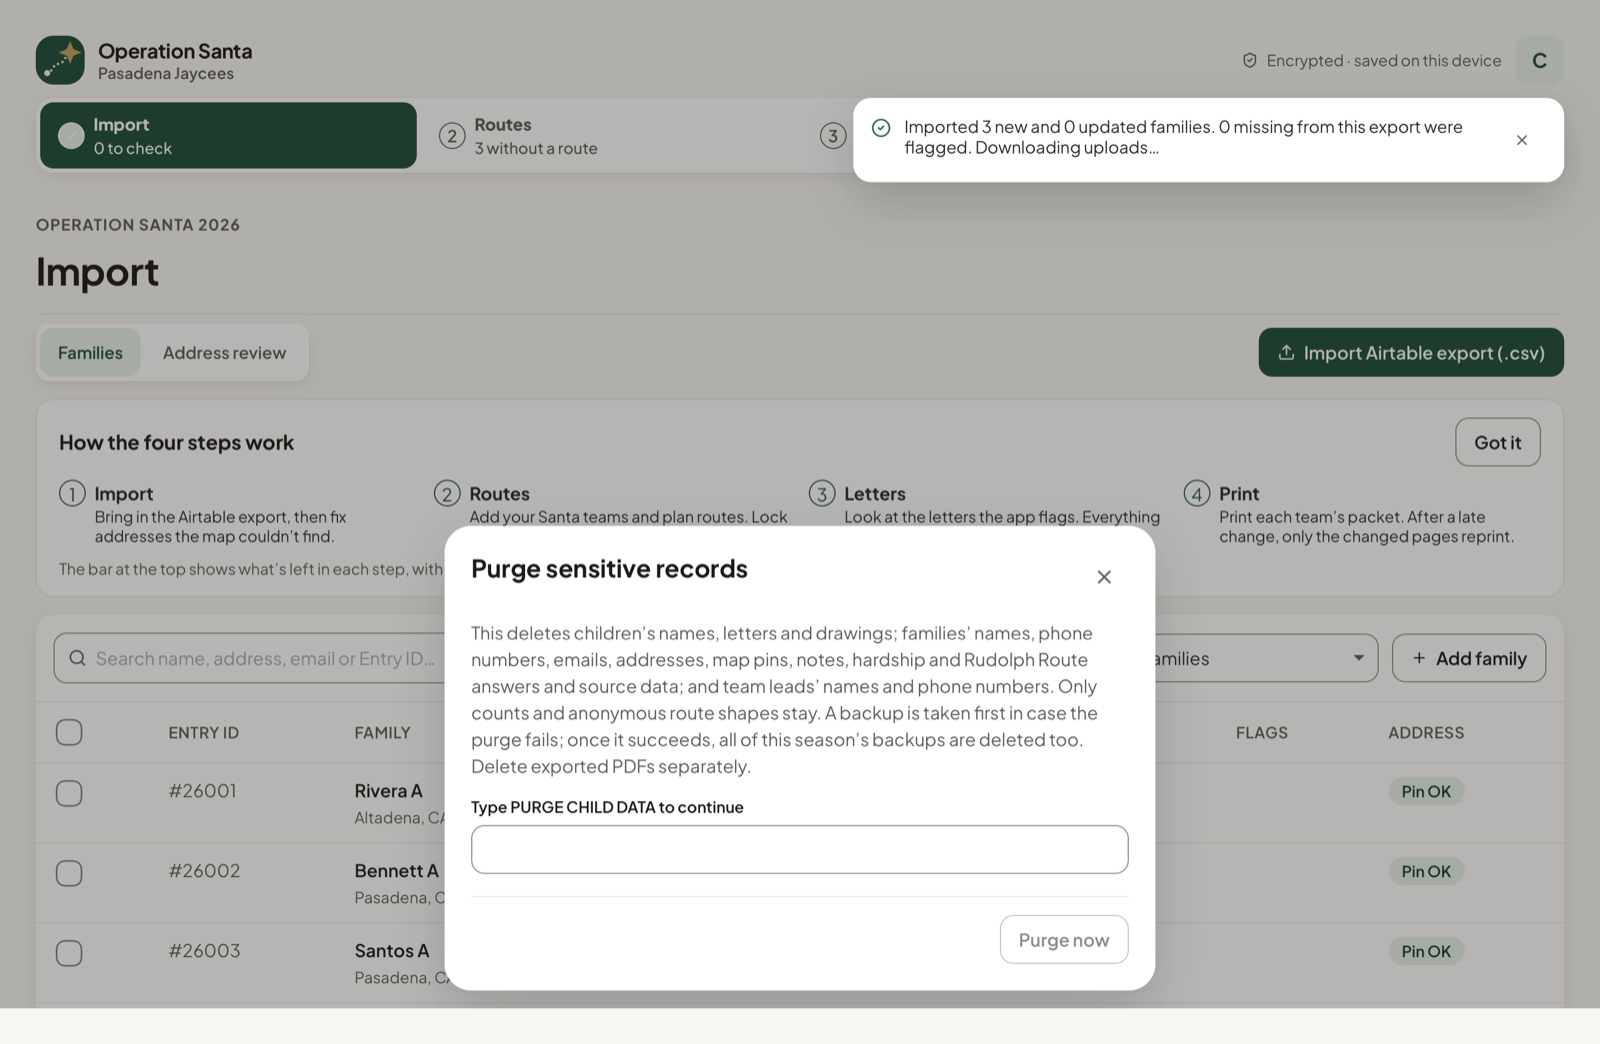 Operation Santa
Pasadena Jaycees
Encrypted · saved on this device
C
Import
0 to check
2
Routes
3 without a route
3
Imported 3 new and 0 updated families. 0 missing from this export were
flagged. Downloading uploads…
OPERATION SANTA 2026
Import
Families
Address review
Import Airtable export (.csv)
How the four steps work
Got it
1
Import
Bring in the Airtable export, then fix
addresses the map couldn’t find.
2
Routes
Add your Santa teams and plan routes. Lock
3
Letters
Look at the letters the app flags. Everything
4
Print
Print each team’s packet. After a late
change, only the changed pages reprint.
The bar at the top shows what’s left in each step, with
Purge sensitive records
This deletes children’s names, letters and drawings; families’ names, phone
numbers, emails, addresses, map pins, notes, hardship and Rudolph Route
answers and source data; and team leads’ names and phone numbers. Only
counts and anonymous route shapes stay. A backup is taken first in case the
purge fails; once it succeeds, all of this season’s backups are deleted too.
Delete exported PDFs separately.
Type PURGE CHILD DATA to continue
Purge now
Search name, address, email or Entry ID…
amilies
+ Add family
ENTRY ID
FAMILY
FLAGS
ADDRESS
#26001
Rivera A
Altadena, CA
Pin OK
#26002
Bennett A
Pasadena, C
Pin OK
#26003
Santos A
Pasadena, CA
Pin OK